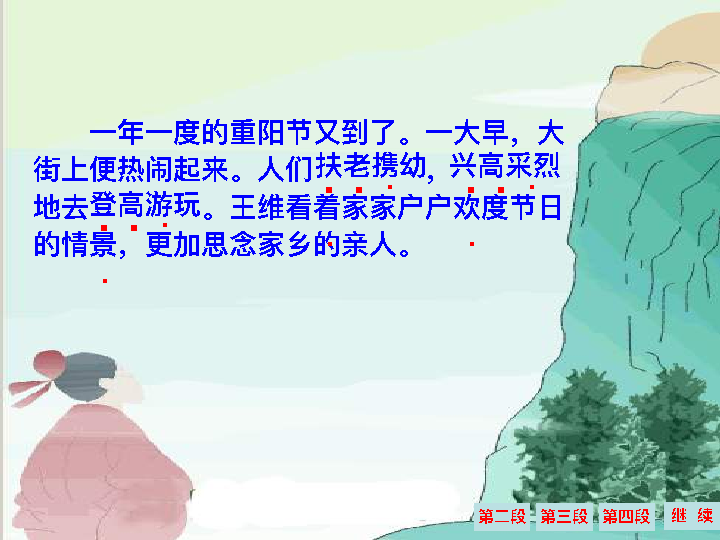 一年一度的重阳节又到了。一大早，大
街上便热闹起来。人们扶老携幼，兴高采烈
地去登高游玩。王维看着家家户户欢度节日
的情景，更加思念家乡的亲人。
第二段 第三段 第四段 继 续